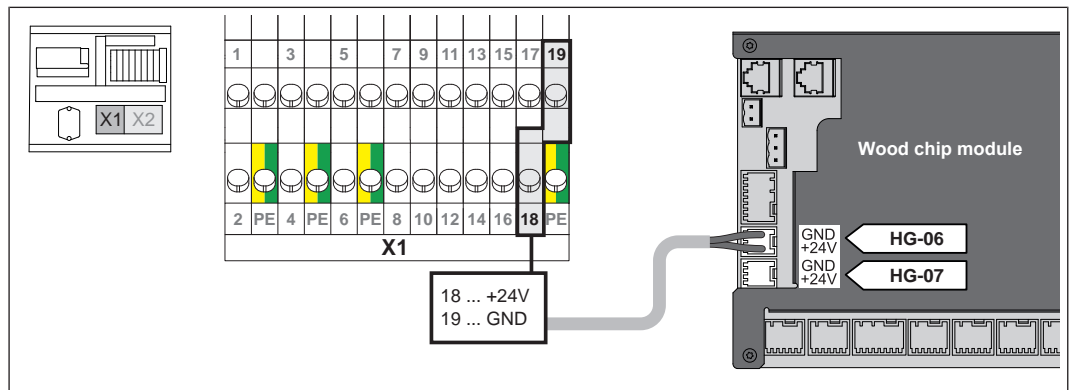 X1 X2
1 3 5 7 9 11 13 15 17 19
2 PE 4 PE 6 PE 8 10 12 14 16 18 PE
X1
18 ... +24V
19 ... GND
Wood chip module
GND
+24V
HG-06
GND
+24V
HG-07